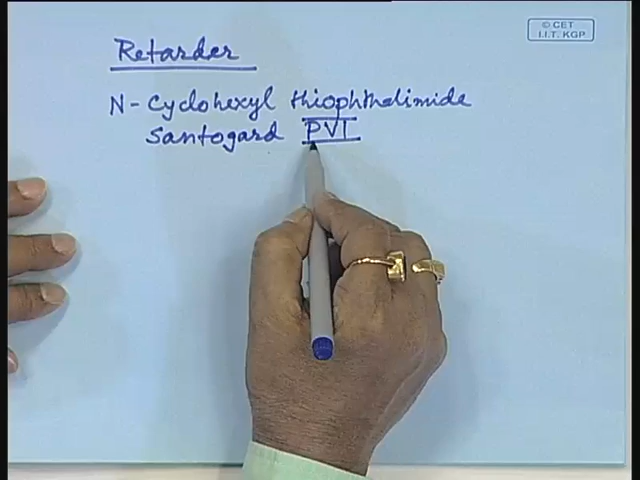 © CET
I.I.T. KGP
Retarder
N- Cyclohexyl thiophthalimide
Santogard PVI